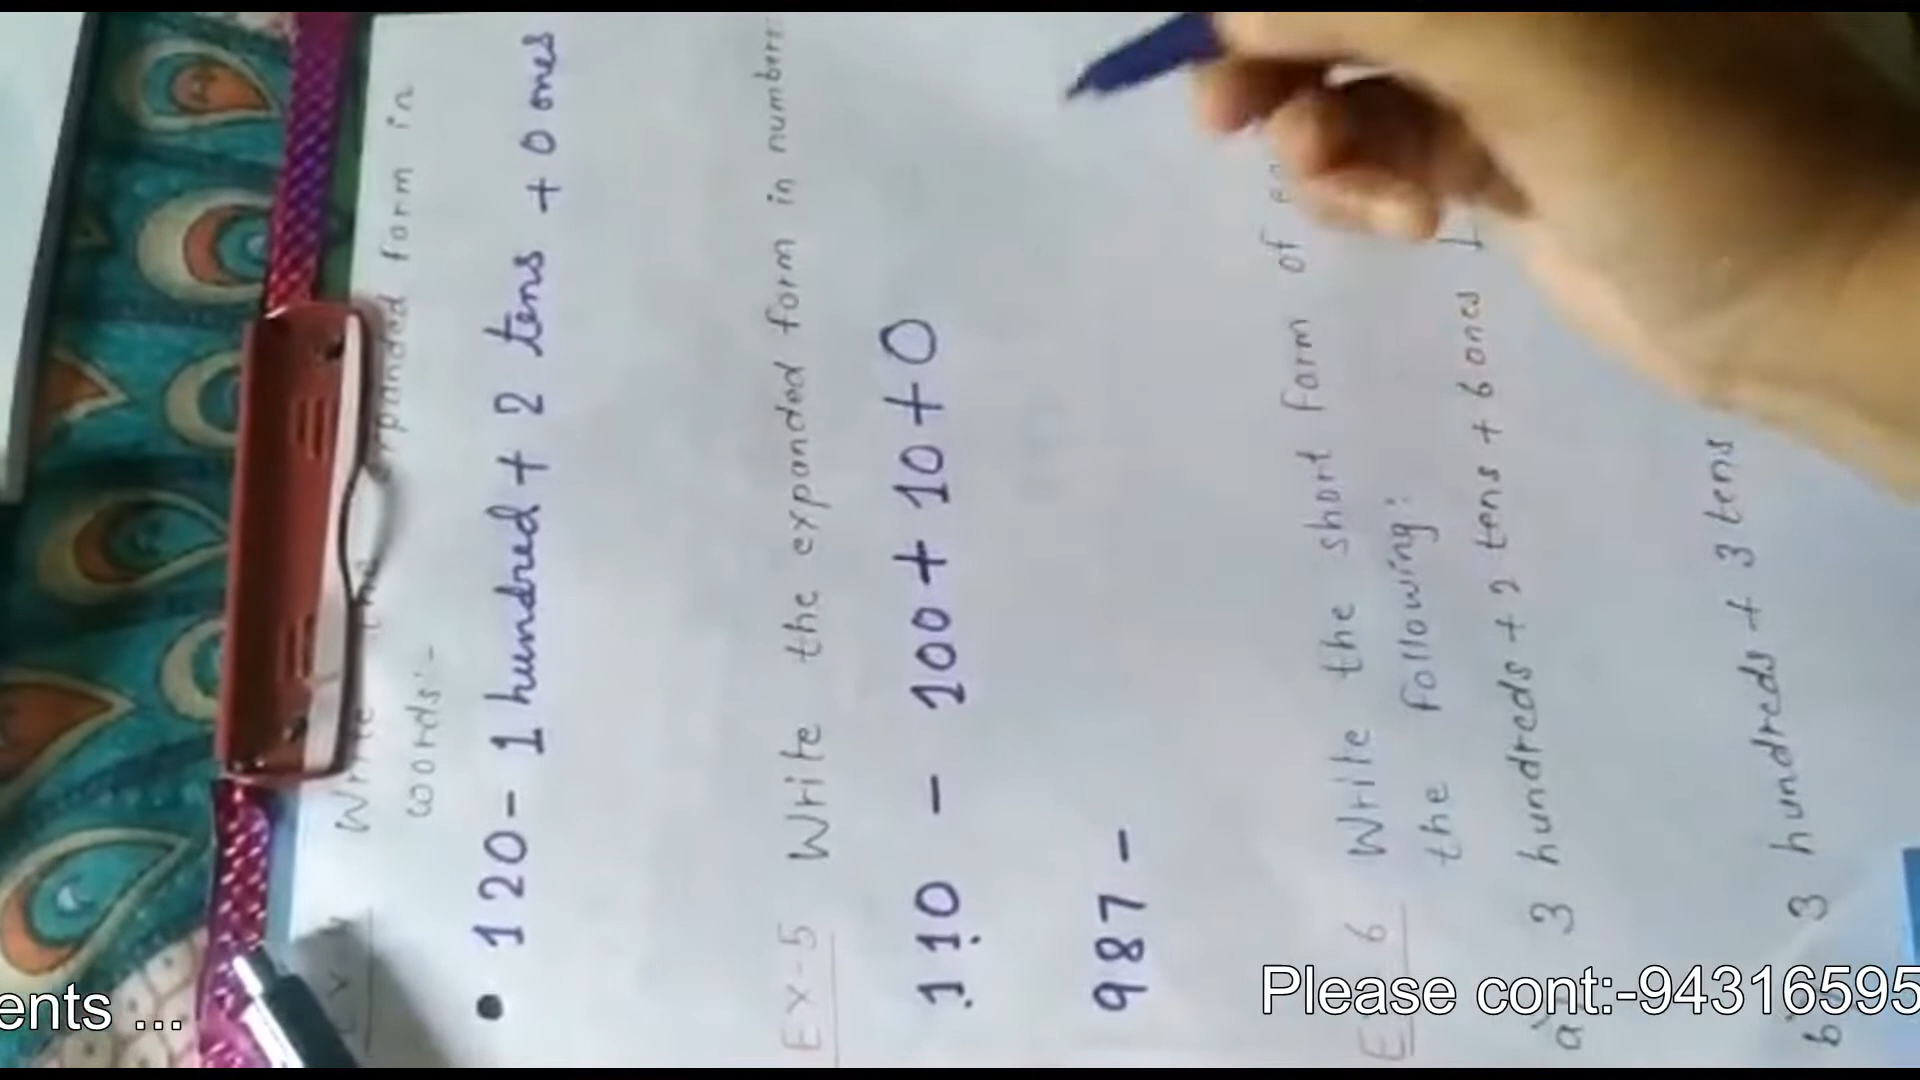 Write the expanded form in
words:-
• 120 - 1 hundred + 2 tens + 0 ones
Ex-5 Write the expanded form in numbers
110 - 100 + 10 + 0
987 -
6 Write the short form of
the following:
a) 3 hundreds + 2 tens + 6 ones
b) 3 hundreds + 3 tens
ents ...
Please cont:-94316595